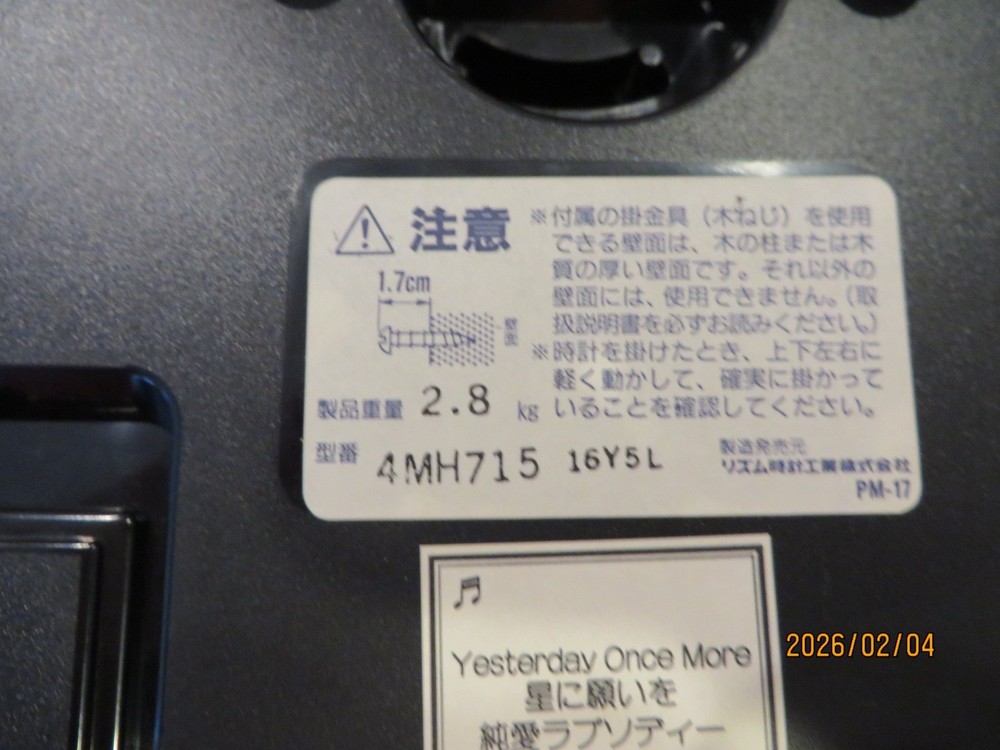 注意
1.7cm
壁面
製品重量 2.8 kg
型番 4MH715 16Y5L
※付属の掛金具（木ねじ）を使用
できる壁面は、木の柱または木
質の厚い壁面です。それ以外の
壁面には、使用できません。（取
扱説明書を必ずお読みください。）
※時計を掛けたとき、上下左右に
軽く動かして、確実に掛かって
いることを確認してください。
製造発売元
リズム時計工業株式会社
PM-17
Yesterday Once More
星に願いを
純愛ラプソディー
2026/02/04